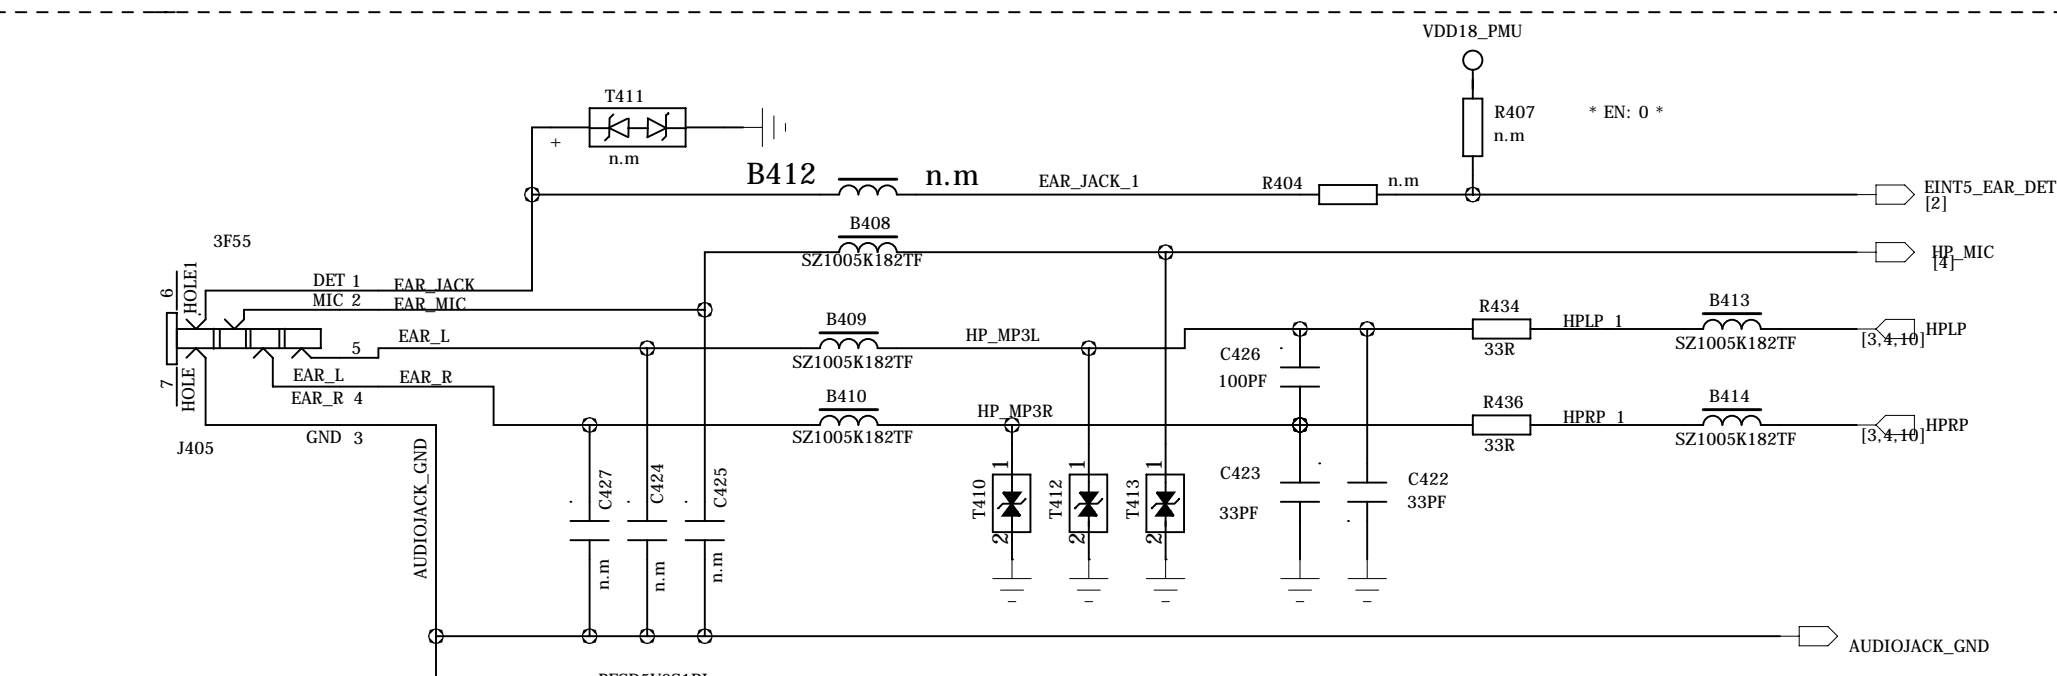 VDD18_PMU
T411
n.m
+
R407
n.m
* EN: 0 *
B412
n.m
EAR_JACK_1
R404
n.m
EINT5_EAR_DET
[2]
B408
SZ1005K182TF
HP_MIC
[4]
3F55
6
HOLE1
DET 1
EAR_JACK
MIC 2
EAR_MIC
5
EAR_L
B409
SZ1005K182TF
HP_MP3L
R434
33R
HPLP_1
B413
SZ1005K182TF
HPLP
[3,4,10]
C426
100PF
7
HOLE
EAR_L
EAR_R
EAR_R 4
B410
SZ1005K182TF
HP_MP3R
R436
33R
HPRP_1
B414
SZ1005K182TF
HPRP
[3,4,10]
GND 3
J405
AUDIOJACK_GND
C427
n.m
C424
n.m
C425
n.m
T410
1
2
T412
1
2
T413
1
2
C423
33PF
C422
33PF
AUDIOJACK_GND